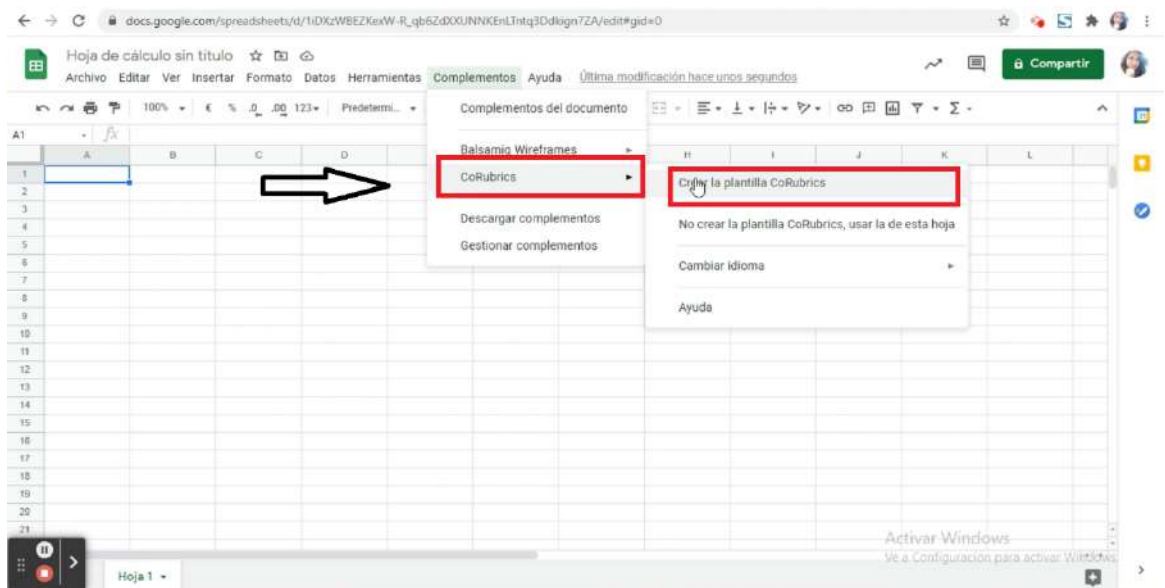 docs.google.com/spreadsheets/d/1iDXzW8EZKexW-R_qb6ZdXXUNNKEnLTntq3Ddkign7ZA/edit#gid=0
Hoja de cálculo sin título
Archivo Editar Ver Insertar Formato Datos Herramientas Complementos Ayuda Última modificación hace unos segundos
Compartir
100% € % .0 .00 123 Predetermi...
Complementos del documento
A1 fx
Balsamiq Wireframes
A B C D H I J K L
CoRubrics
Crear la plantilla CoRubrics
Descargar complementos
No crear la plantilla CoRubrics, usar la de esta hoja
Gestionar complementos
Cambiar idioma
Ayuda
1
2
3
4
5
6
7
8
9
10
11
12
13
14
15
16
17
18
19
20
21
Activar Windows
Ve a Configuración para activar Windows.
Hoja 1